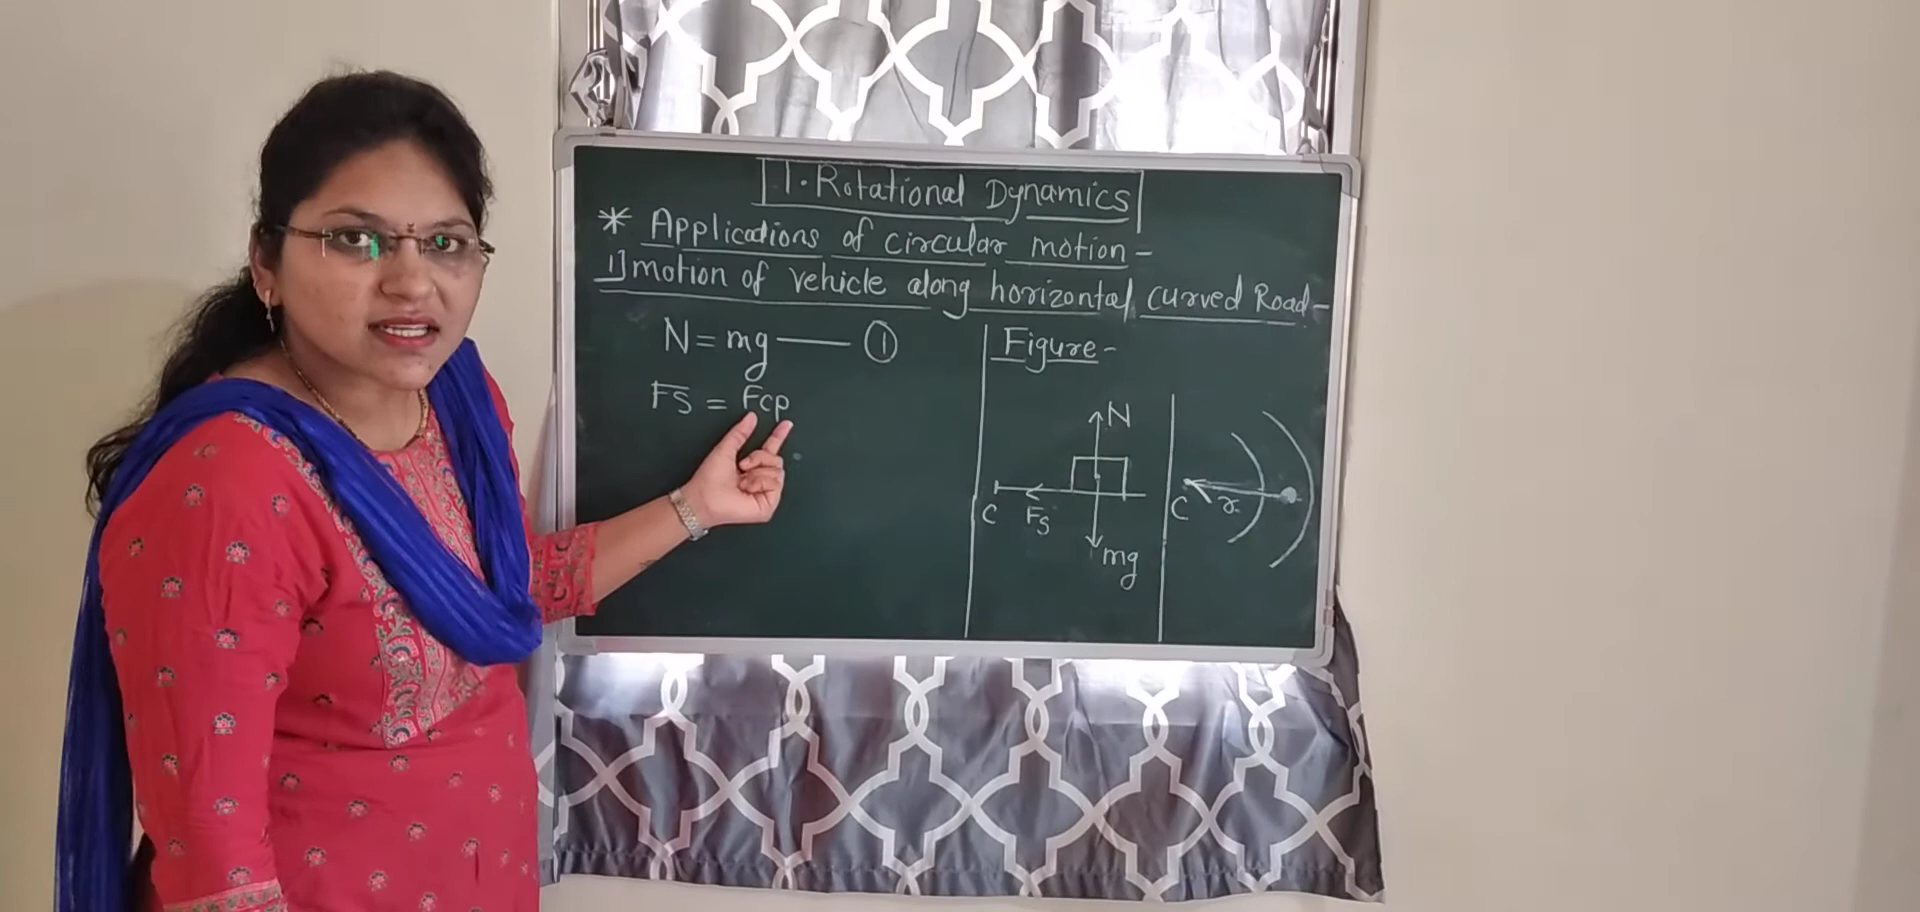 1. Rotational Dynamics
* Applications of circular motion -
1) motion of vehicle along horizontal curved Road -
N = mg —— ①
FS = Fcp
Figure -
N
C
Fs
mg
C
r